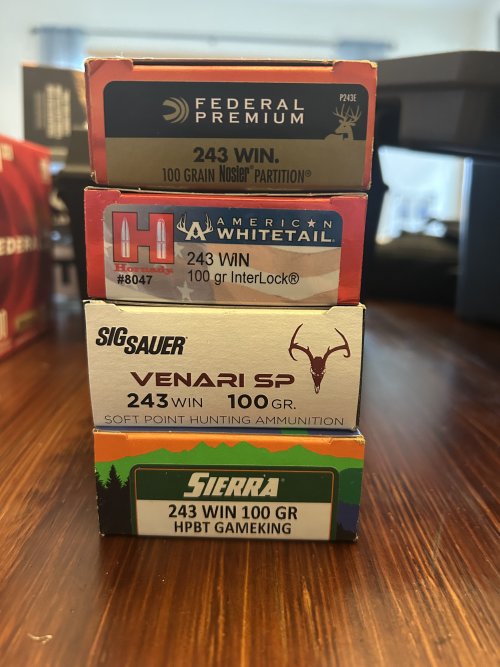 FEDERAL
PREMIUM
P243E
243 WIN.
100 GRAIN Nosler® PARTITION®
H
Hornady
#8047
AMERICAN
WHITETAIL
243 WIN
100 gr InterLock®
SIG SAUER
VENARI SP
243 WIN 100 GR.
SOFT POINT HUNTING AMMUNITION
SIERRA
243 WIN 100 GR
HPBT GAMEKING
EDERA